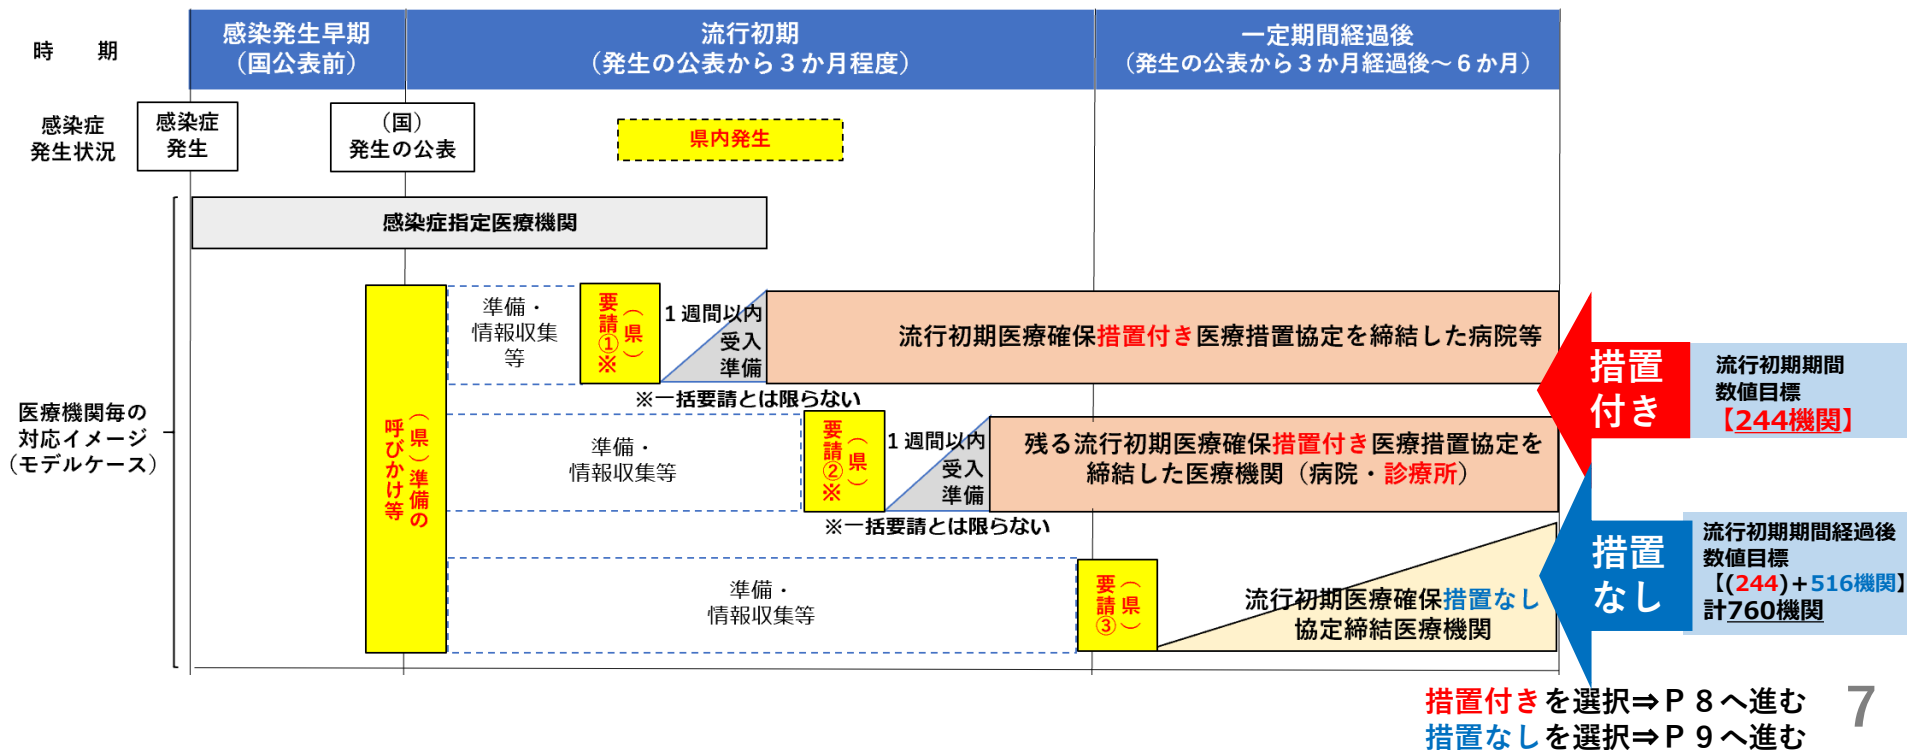 時　期
感染発生早期
（国公表前）
流行初期
（発生の公表から３か月程度）
一定期間経過後
（発生の公表から３か月経過後～６か月）
感染症
発生状況
感染症
発生
（国）
発生の公表
県内発生
感染症指定医療機関
医療機関毎の
対応イメージ
（モデルケース）
（県）準備の
呼びかけ等
準備・
情報収集
等
（県）
要請①※
１週間以内
受入
準備
流行初期医療確保措置付き医療措置協定を締結した病院等
※一括要請とは限らない
準備・
情報収集等
（県）
要請②※
１週間以内
受入
準備
残る流行初期医療確保措置付き医療措置協定を
締結した医療機関（病院・診療所）
※一括要請とは限らない
準備・
情報収集等
（県）
要請③
流行初期医療確保措置なし
協定締結医療機関
措置
付き
流行初期期間
数値目標
【244機関】
措置
なし
流行初期期間経過後
数値目標
【(244)＋516機関】
計760機関
措置付きを選択⇒Ｐ８へ進む
措置なしを選択⇒Ｐ９へ進む
7